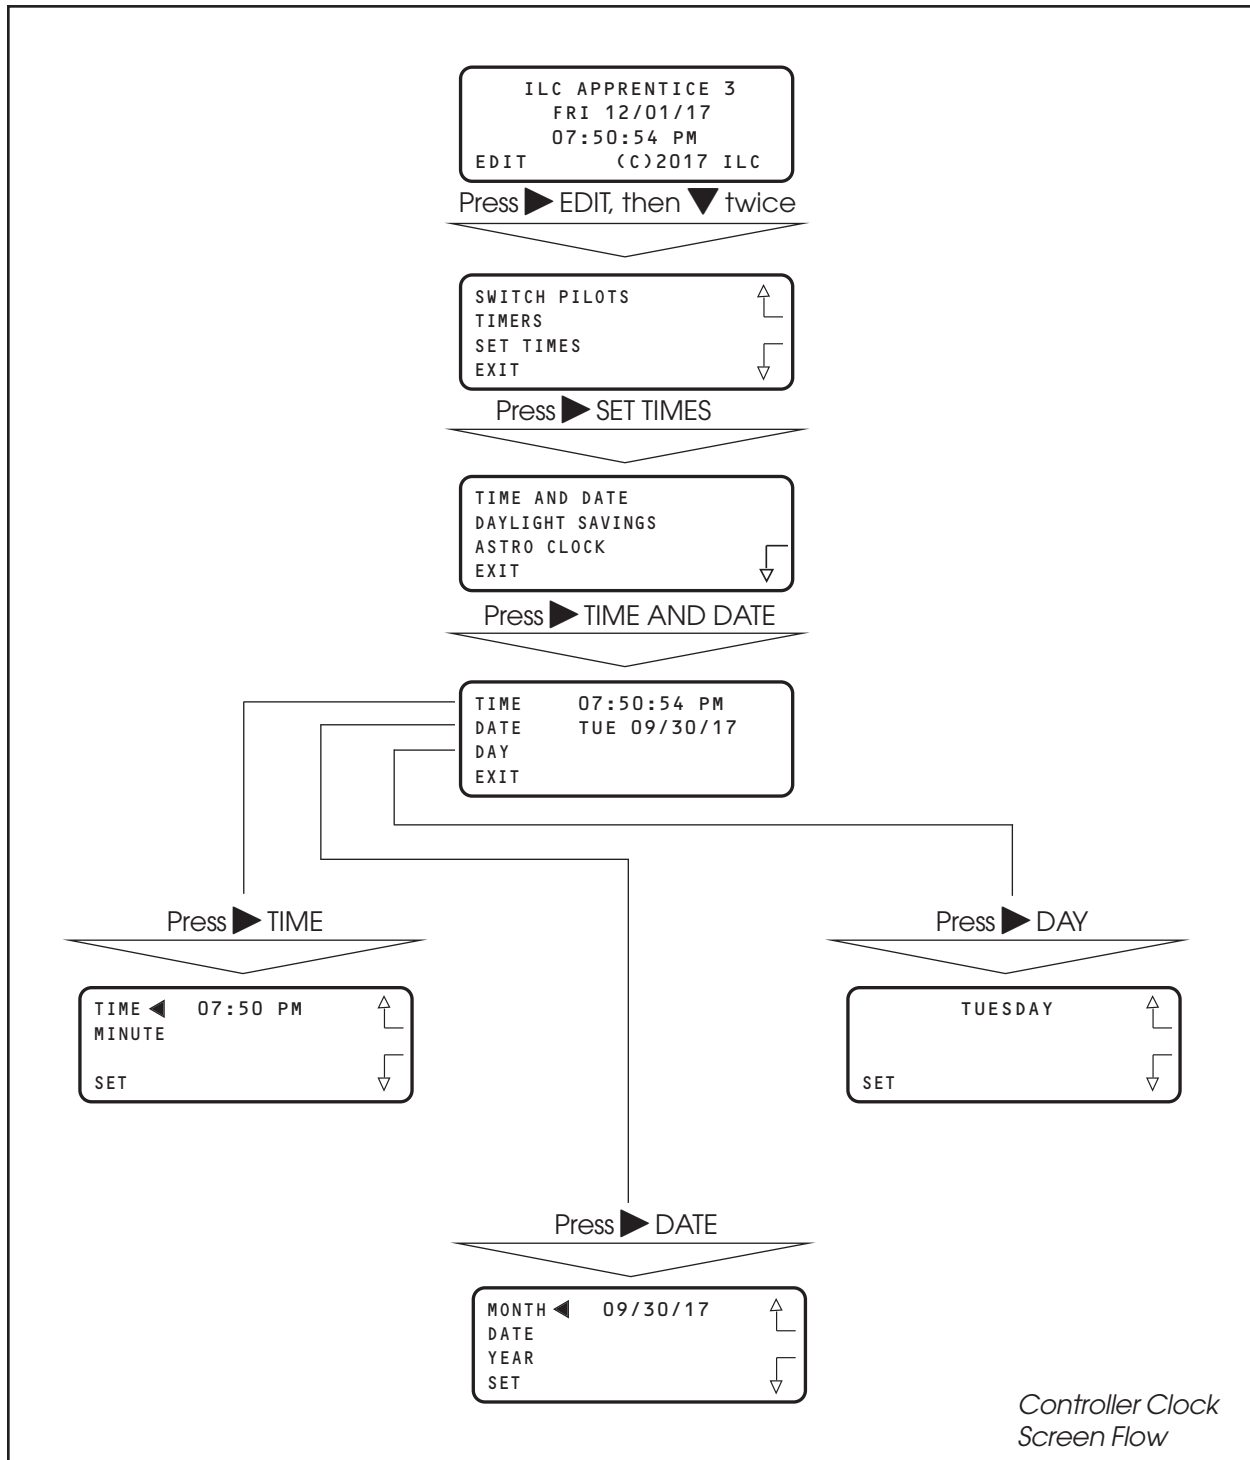 ILC APPRENTICE 3
FRI 12/01/17
07:50:54 PM
EDIT (C)2017 ILC
Press ▶ EDIT, then ▼ twice
SWITCH PILOTS
TIMERS
SET TIMES
EXIT
Press ▶ SET TIMES
TIME AND DATE
DAYLIGHT SAVINGS
ASTRO CLOCK
EXIT
Press ▶ TIME AND DATE
TIME 07:50:54 PM
DATE TUE 09/30/17
DAY
EXIT
Press ▶ TIME
TIME ◀ 07:50 PM
MINUTE
SET
Press ▶ DAY
TUESDAY
SET
Press ▶ DATE
MONTH ◀ 09/30/17
DATE
YEAR
SET
Controller Clock
Screen Flow